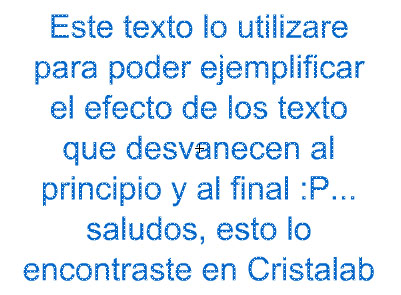 Este texto lo utilizare
para poder ejemplificar
el efecto de los texto
que desvanecen al
principio y al final :P...
saludos, esto lo
encontraste en Cristalab